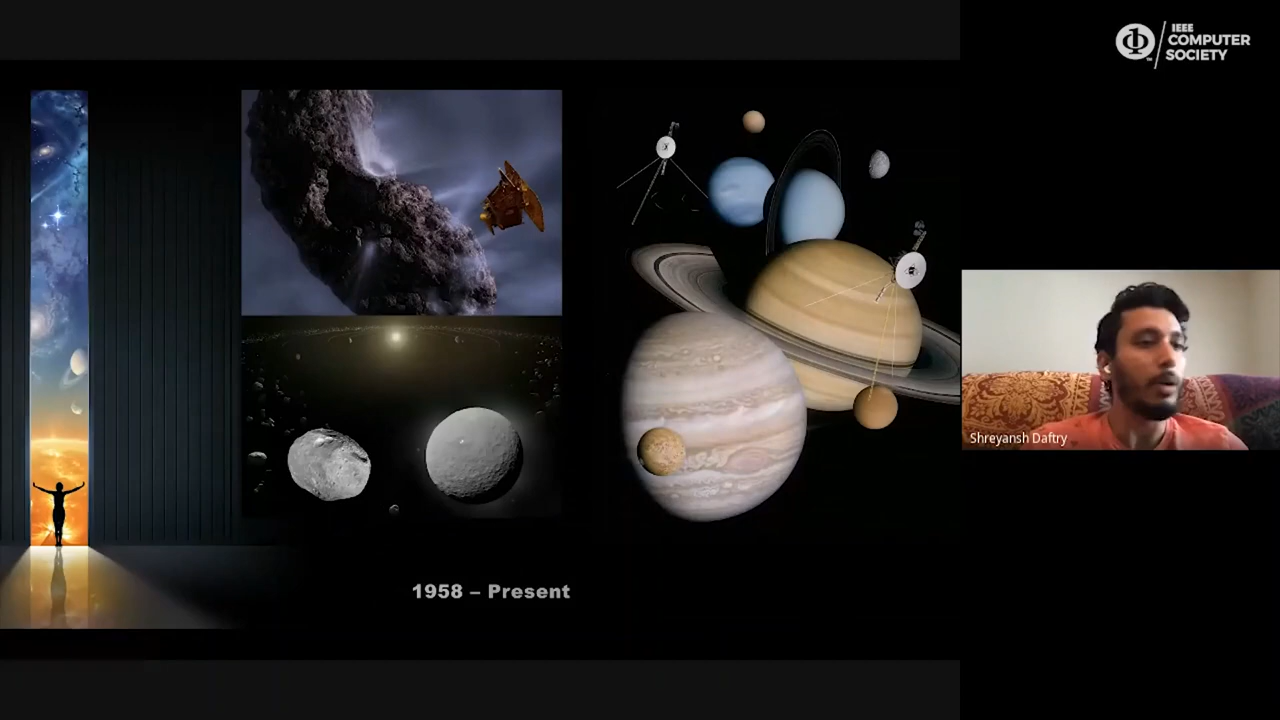 IEEE
COMPUTER
SOCIETY
1958 – Present
Shreyansh Daftry